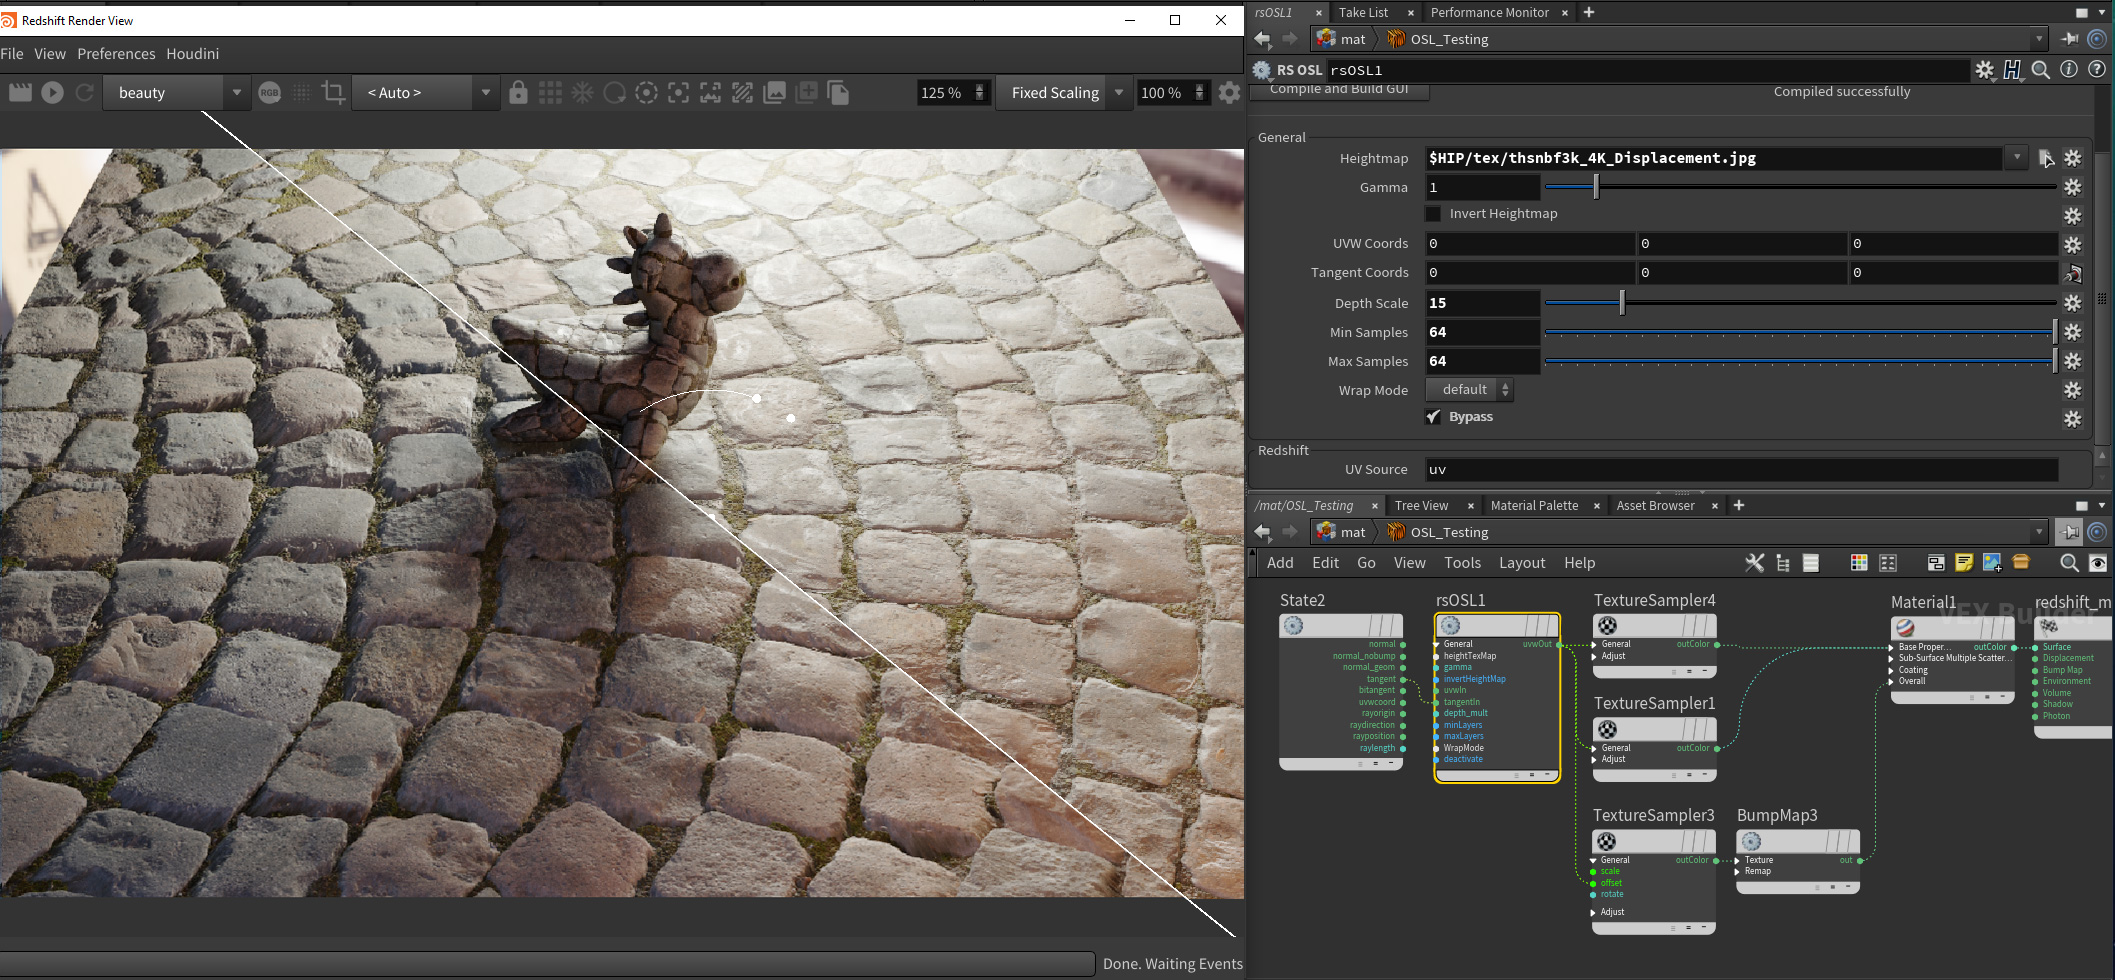 Redshift Render View
File View Preferences Houdini
beauty
RGB
< Auto >
125 %
Fixed Scaling
100 %
Done. Waiting Events
rsOSL1
Take List
Performance Monitor
mat
OSL_Testing
RS OSL
rsOSL1
Compile and Build GUI
Compiled successfully
General
Heightmap $HIP/tex/thsnbf3k_4K_Displacement.jpg
Gamma 1
Invert Heightmap
UVW Coords 0 0 0
Tangent Coords 0 0 0
Depth Scale 15
Min Samples 64
Max Samples 64
Wrap Mode default
Bypass
Redshift
UV Source uv
/mat/OSL_Testing
Tree View
Material Palette
Asset Browser
mat
OSL_Testing
Add Edit Go View Tools Layout Help
State2
normal
normal_nobump
normal_geom
tangent
bitangent
uvwcoord
rayorigin
raydirection
rayposition
raylength
rsOSL1
General uvwOut
heightTexMap
gamma
invertHeightMap
uvwIn
tangentIn
depth_mult
minLayers
maxLayers
WrapMode
deactivate
TextureSampler4
General outColor
Adjust
TextureSampler1
General outColor
Adjust
TextureSampler3
General outColor
scale
offset
rotate
Adjust
BumpMap3
Texture out
Remap
VEX Builder
Material1
Base Proper... outColor
Sub-Surface Multiple Scatter...
Coating
Overall
redshift_m
Surface
Displacement
Bump Map
Environment
Volume
Shadow
Photon